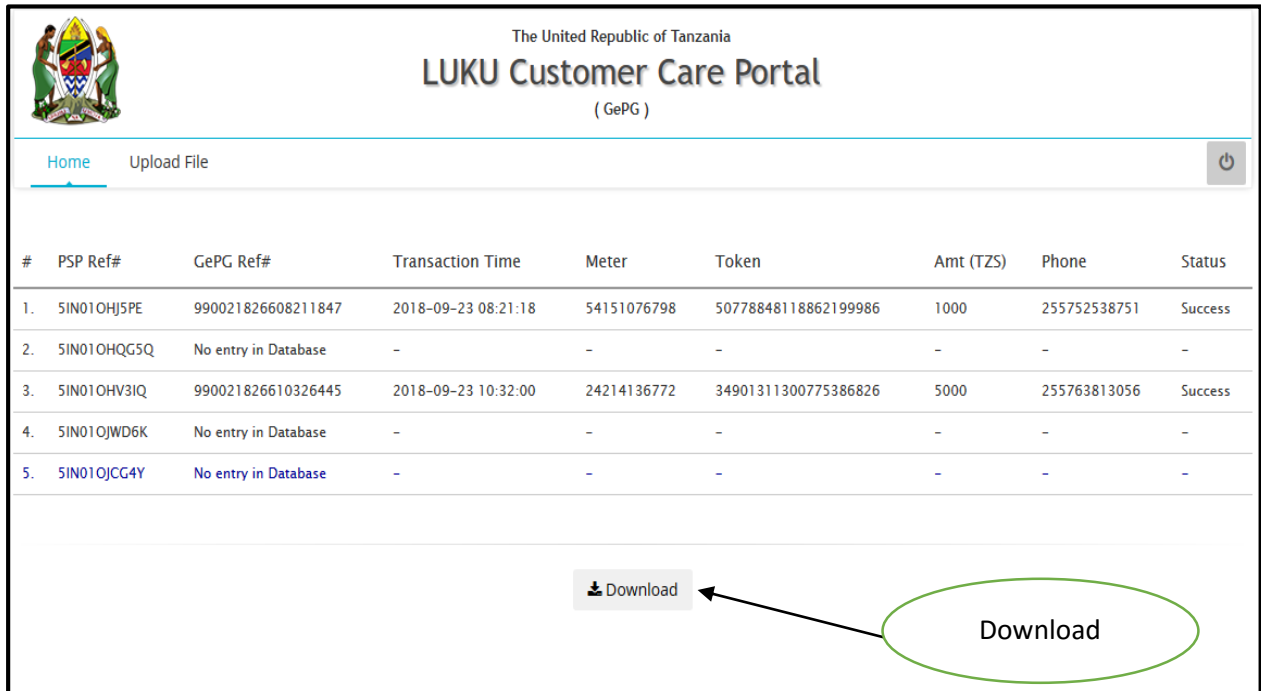 The United Republic of Tanzania
LUKU Customer Care Portal
( GePG )
Home Upload File
# PSP Ref# GePG Ref# Transaction Time Meter Token Amt (TZS) Phone Status
1. 5IN01OHJ5PE 990021826608211847 2018-09-23 08:21:18 54151076798 50778848118862199986 1000 255752538751 Success
2. 5IN01OHQG5Q No entry in Database - - - - - -
3. 5IN01OHV3IQ 990021826610326445 2018-09-23 10:32:00 24214136772 34901311300775386826 5000 255763813056 Success
4. 5IN01OJWD6K No entry in Database - - - - - -
5. 5IN01OJCG4Y No entry in Database - - - - - -
Download
Download